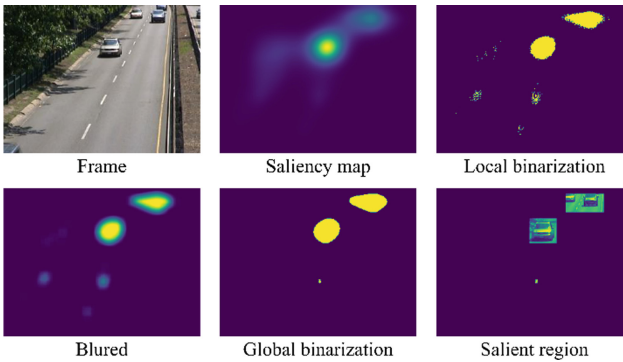 Frame
Saliency map
Local binarization
Blured
Global binarization
Salient region